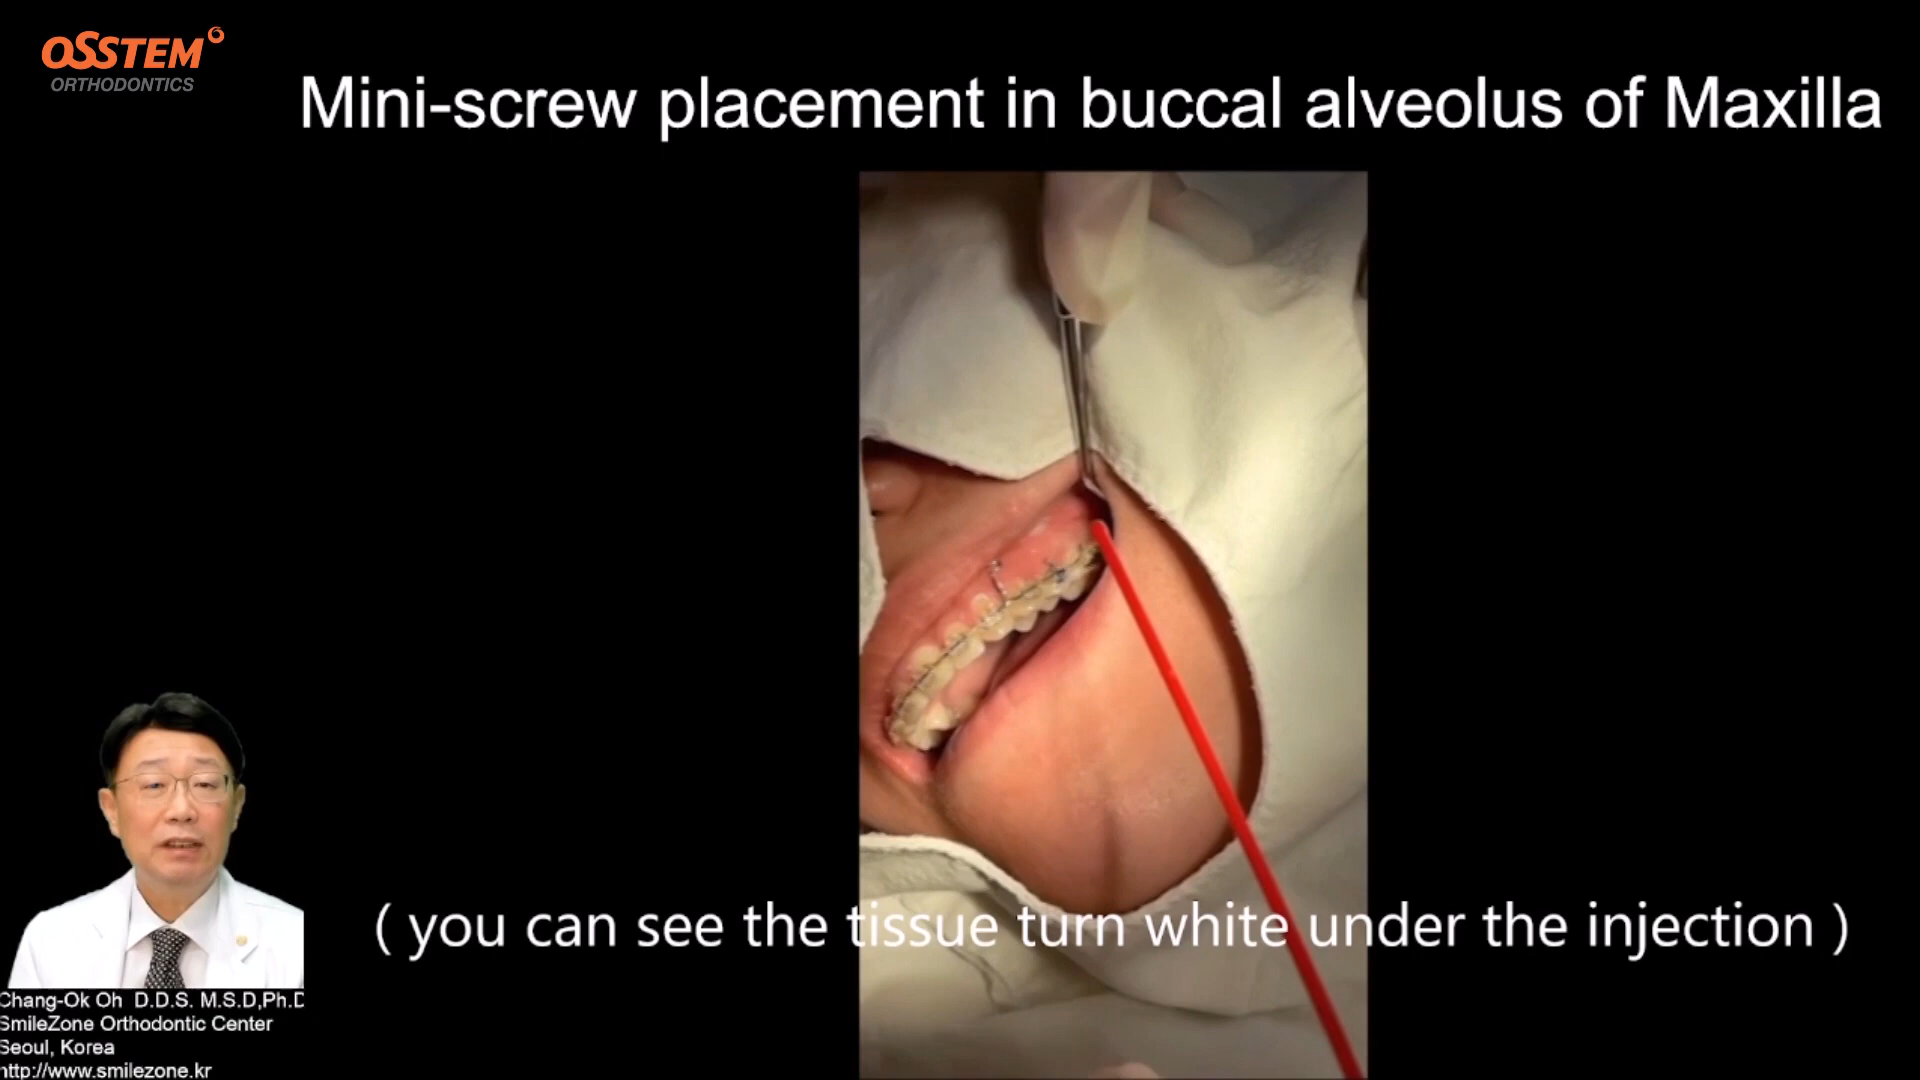 OSSTEM
ORTHODONTICS
Mini-screw placement in buccal alveolus of Maxilla
( you can see the tissue turn white under the injection )
Chang-Ok Oh D.D.S. M.S.D,Ph.D
SmileZone Orthodontic Center
Seoul, Korea
http://www.smilezone.kr